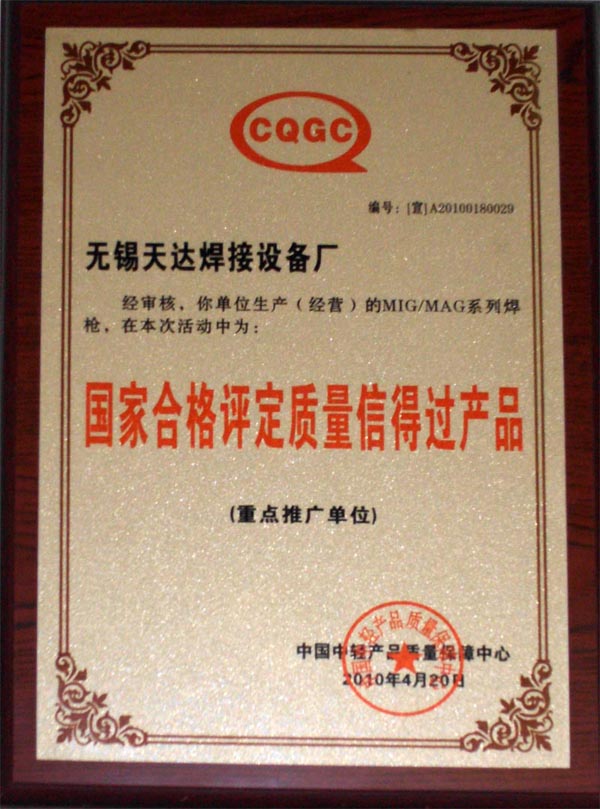 CQGC
编号：[宣]A20100180029
无锡天达焊接设备厂
经审核，你单位生产（经营）的MIG/MAG系列焊
枪，在本次活动中为：
国家合格评定质量信得过产品
(重点推广单位)
中国中轻产品质量保障中心
2010年4月20日